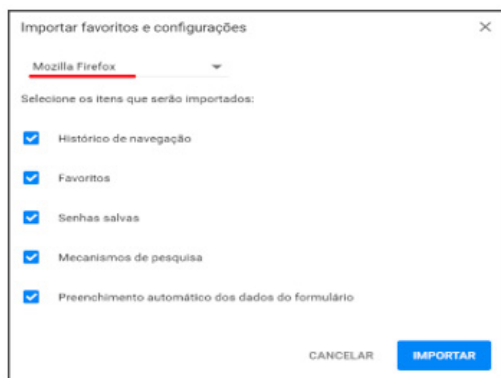 Importar favoritos e configurações
Mozilla Firefox
Selecione os itens que serão importados:
Histórico de navegação
Favoritos
Senhas salvas
Mecanismos de pesquisa
Preenchimento automático dos dados do formulário
CANCELAR IMPORTAR